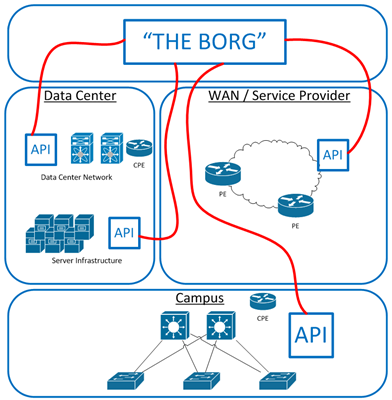 “THE BORG”
Data Center
API
CPE
Data Center Network
API
Server Infrastructure
WAN / Service Provider
API
PE
PE
Campus
CPE
API